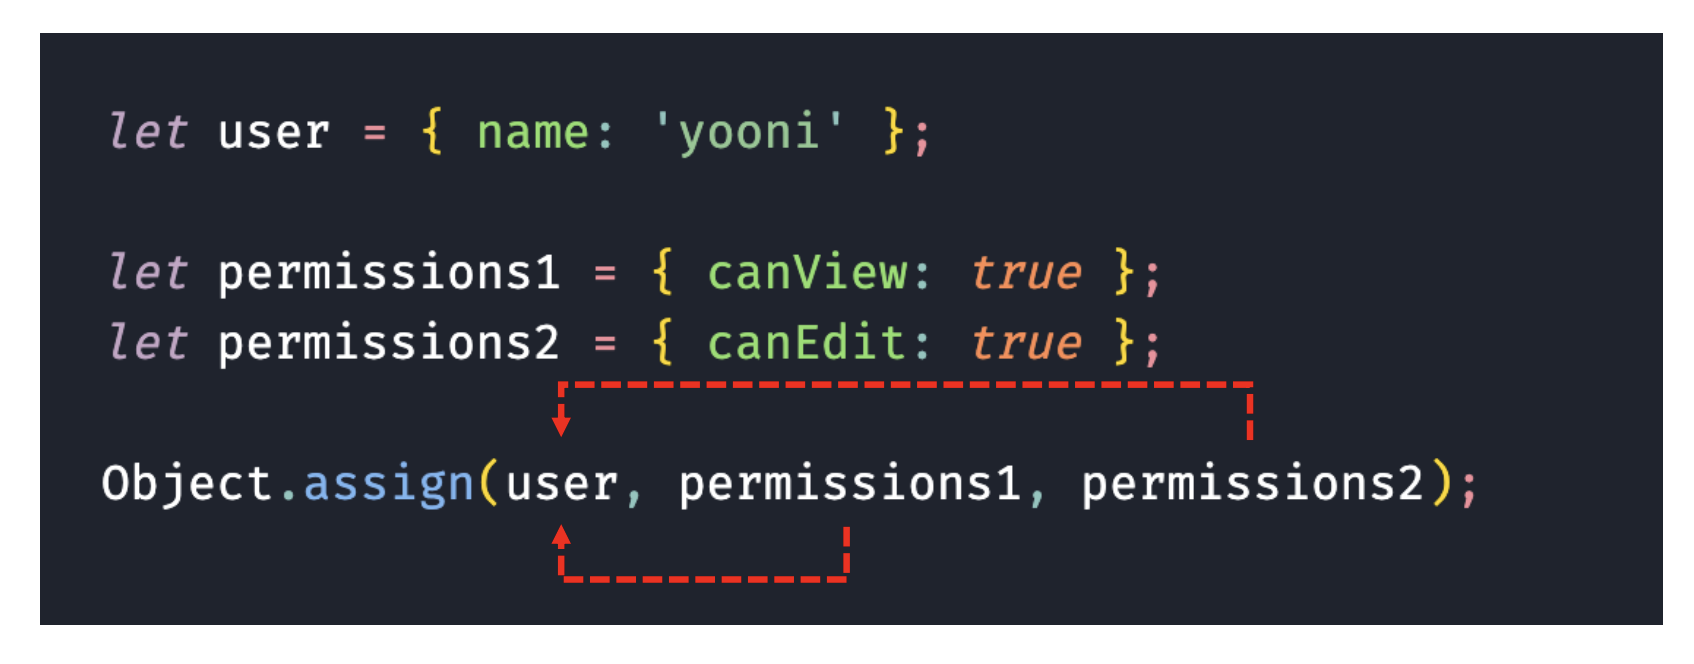 let user = { name: 'yooni' };
let permissions1 = { canView: true };
let permissions2 = { canEdit: true };
Object.assign(user, permissions1, permissions2);